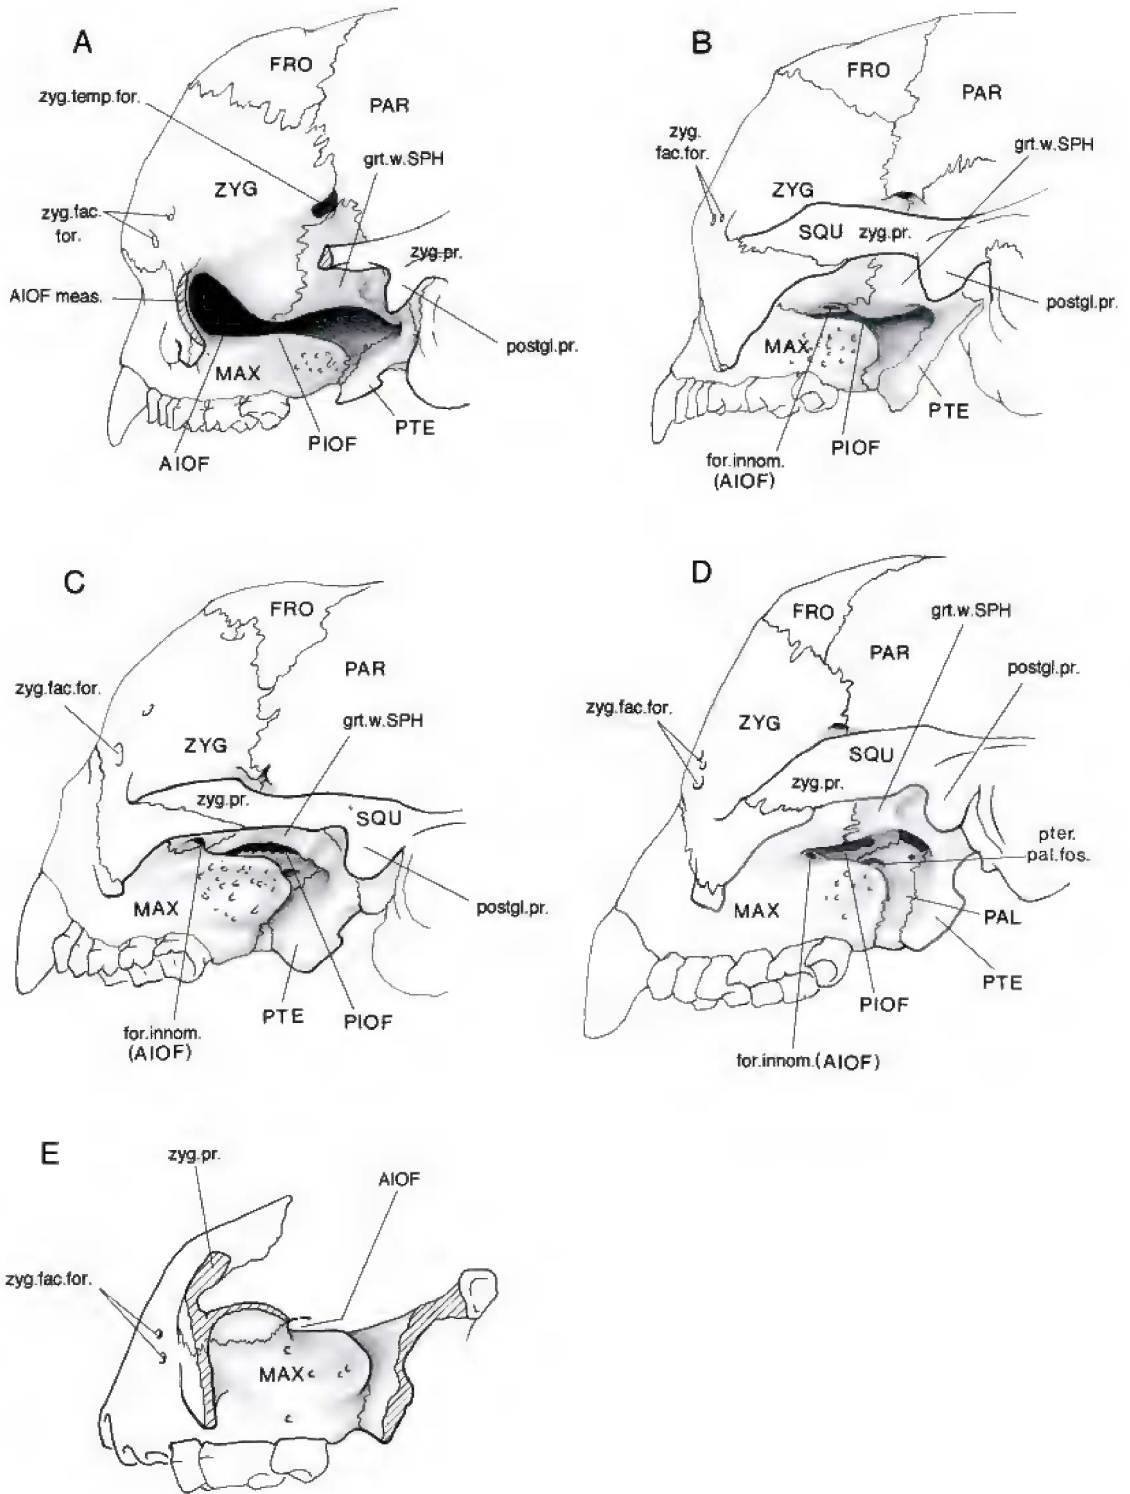 A
FRO
zyg.temp.for.
PAR
grt.w.SPH
ZYG
zyg.fac.
for.
zyg.pr.
AIOF meas.
postgl.pr.
MAX
PTE
PIOF
AIOF
B
FRO
PAR
zyg.
fac.for.
grt.w.SPH
ZYG
SQU
zyg.pr.
postgl.pr.
MAX
PTE
PIOF
for.innom.
(AIOF)
C
FRO
PAR
zyg.fac.for.
grt.w.SPH
ZYG
zyg.pr.
SQU
MAX
postgl.pr.
PTE
PIOF
for.innom.
(AIOF)
D
FRO
grt.w.SPH
PAR
postgl.pr.
zyg.fac.for.
ZYG
SQU
zyg.pr.
pter.
pal.fos.
MAX
PAL
PTE
PIOF
for.innom.(AIOF)
E
zyg.pr.
AIOF
zyg.fac.for.
MAX